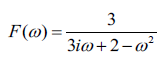 F(ω) = 3 / (3iω + 2 − ω²)